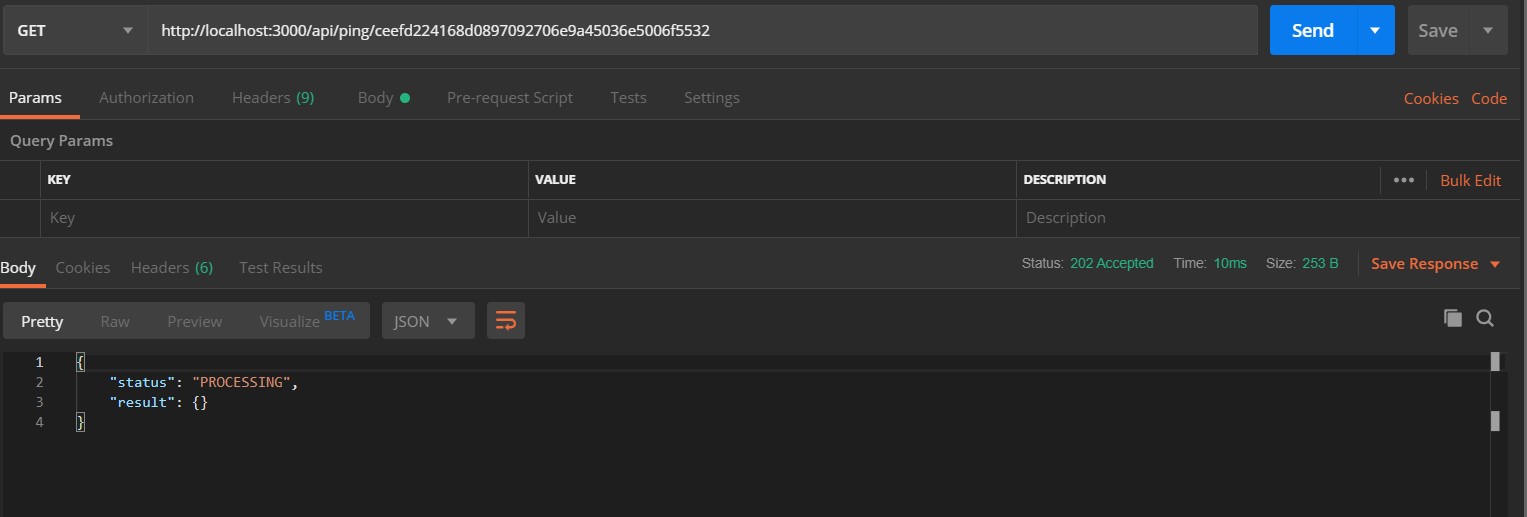 GET http://localhost:3000/api/ping/ceefd224168d0897092706e9a45036e5006f5532 Send Save
Params Authorization Headers (9) Body Pre-request Script Tests Settings Cookies Code
Query Params
KEY VALUE DESCRIPTION ••• Bulk Edit
Key Value Description
Body Cookies Headers (6) Test Results Status: 202 Accepted Time: 10ms Size: 253 B Save Response
Pretty Raw Preview Visualize BETA JSON
1 {
2 "status": "PROCESSING",
3 "result": {}
4 }